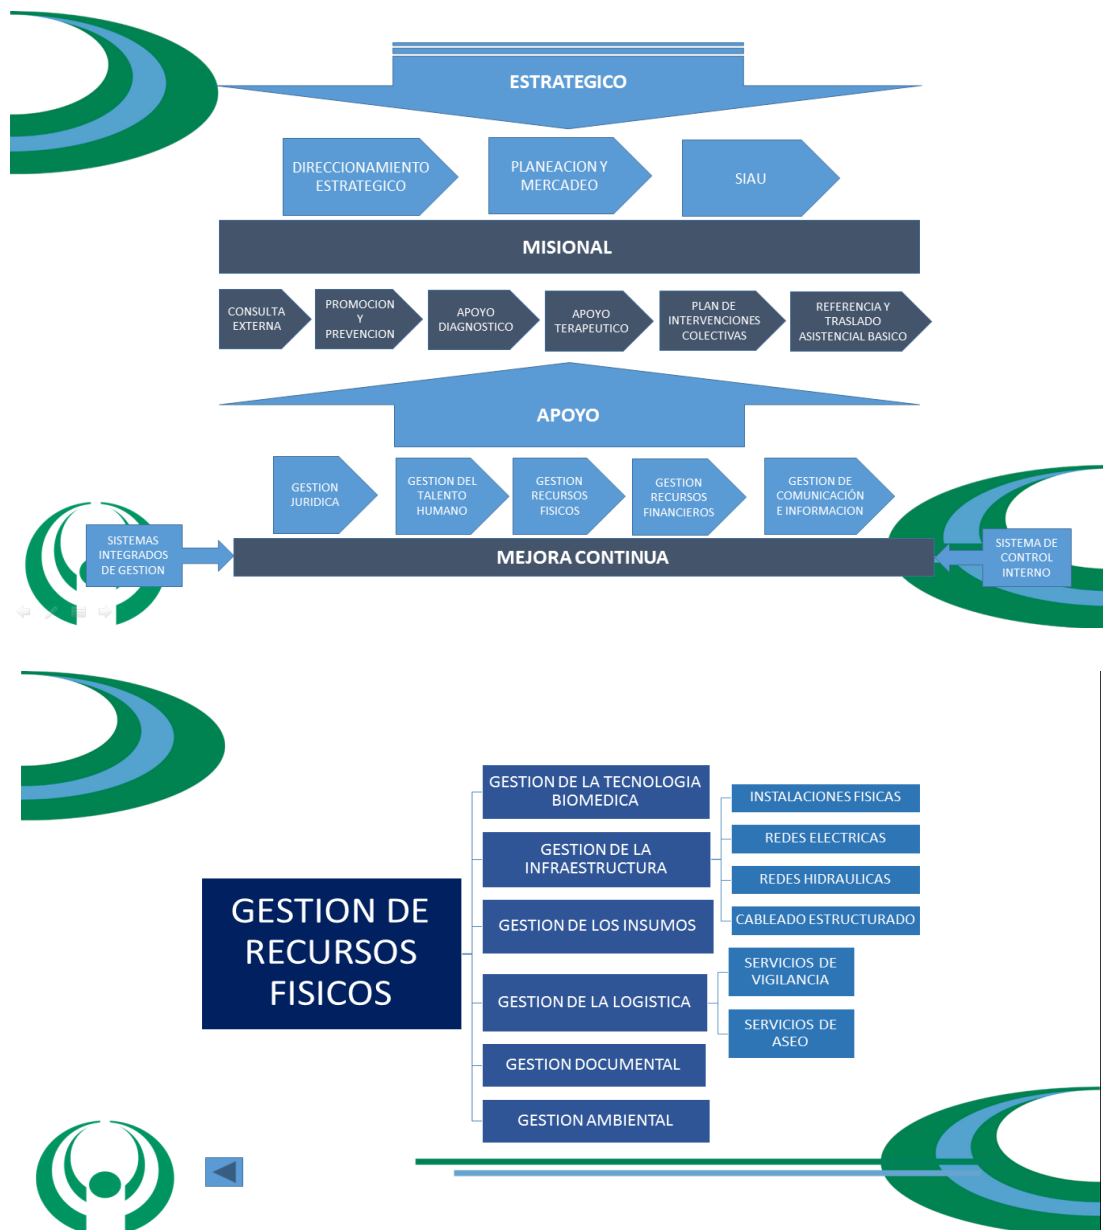 ESTRATEGICO
DIRECCIONAMIENTO
ESTRATEGICO
PLANEACION Y
MERCADEO
SIAU
MISIONAL
CONSULTA
EXTERNA
PROMOCION
Y
PREVENCION
APOYO
DIAGNOSTICO
APOYO
TERAPEUTICO
PLAN DE
INTERVENCIONES
COLECTIVAS
REFERENCIA Y
TRASLADO
ASISTENCIAL BASICO
APOYO
GESTION
JURIDICA
GESTION DEL
TALENTO
HUMANO
GESTION
RECURSOS
FISICOS
GESTION
RECURSOS
FINANCIEROS
GESTION DE
COMUNICACIÓN
E INFORMACION
SISTEMAS
INTEGRADOS
DE GESTION
MEJORA CONTINUA
SISTEMA DE
CONTROL
INTERNO
GESTION DE
RECURSOS
FISICOS
GESTION DE LA TECNOLOGIA
BIOMEDICA
GESTION DE LA
INFRAESTRUCTURA
INSTALACIONES FISICAS
REDES ELECTRICAS
REDES HIDRAULICAS
CABLEADO ESTRUCTURADO
GESTION DE LOS INSUMOS
GESTION DE LA LOGISTICA
SERVICIOS DE
VIGILANCIA
SERVICIOS DE
ASEO
GESTION DOCUMENTAL
GESTION AMBIENTAL